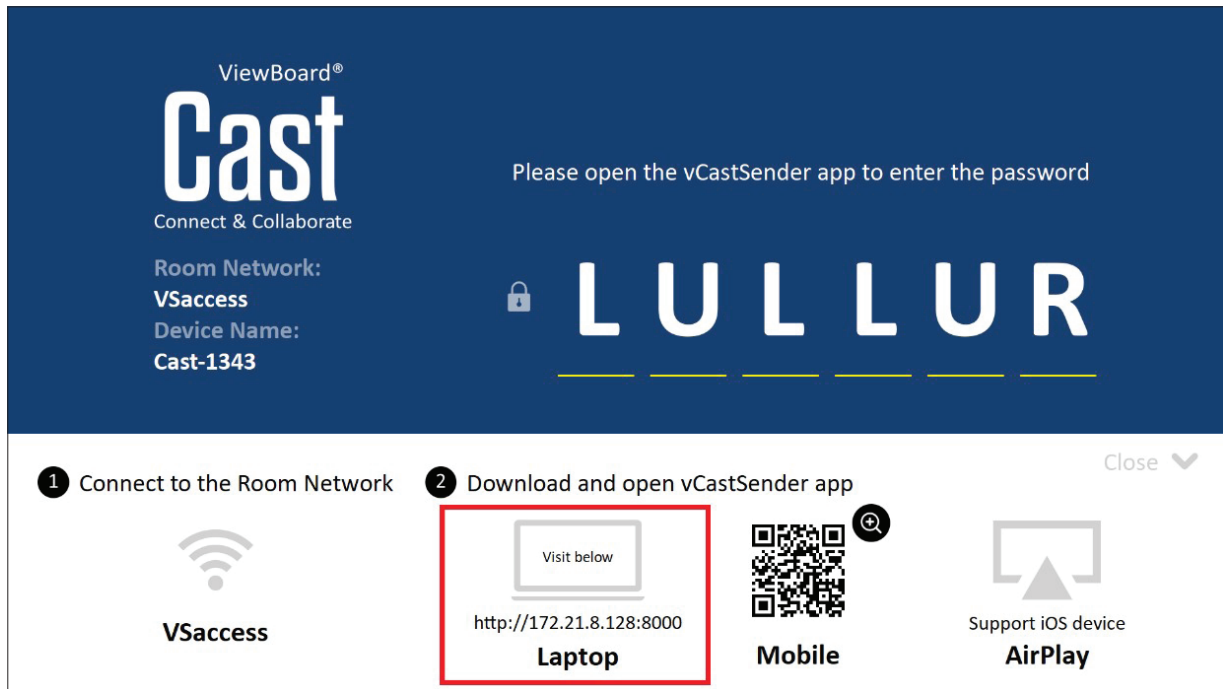 ViewBoard®
Cast
Connect & Collaborate
Room Network:
VSaccess
Device Name:
Cast-1343
Please open the vCastSender app to enter the password
L U L L U R
Close
1 Connect to the Room Network
VSaccess
2 Download and open vCastSender app
Visit below
http://172.21.8.128:8000
Laptop
Mobile
Support iOS device
AirPlay